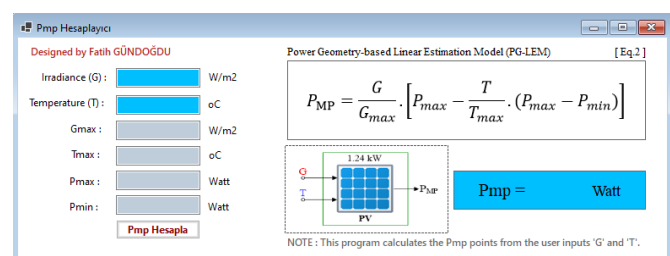 Pmp Hesaplayıcı
Designed by Fatih GÜNDOĞDU
Irradiance (G) : W/m2
Temperature (T) : oC
Gmax : W/m2
Tmax : oC
Pmax : Watt
Pmin : Watt
Pmp Hesapla
Power Geometry-based Linear Estimation Model (PG-LEM) [ Eq.2 ]
P_MP = G/G_max . [P_max − T/T_max . (P_max − P_min)]
1.24 kW
G
T
P_MP
PV
Pmp = Watt
NOTE : This program calculates the Pmp points from the user inputs 'G' and 'T'.